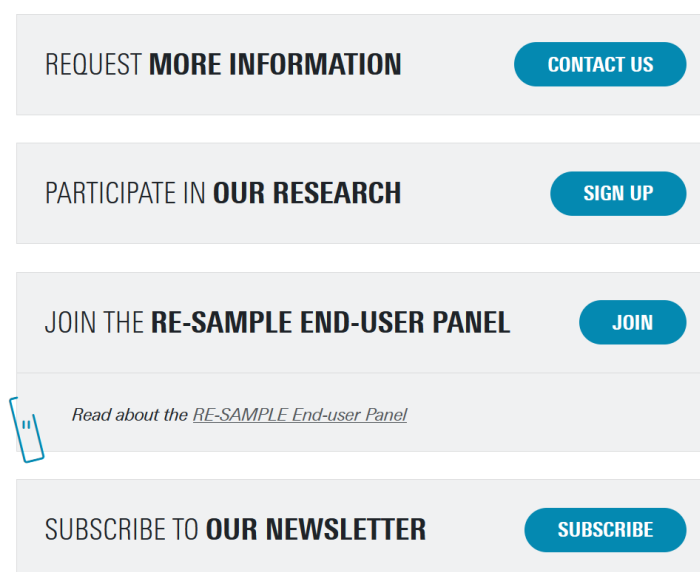 REQUEST MORE INFORMATION CONTACT US
PARTICIPATE IN OUR RESEARCH SIGN UP
JOIN THE RE-SAMPLE END-USER PANEL JOIN
Read about the RE-SAMPLE End-user Panel
SUBSCRIBE TO OUR NEWSLETTER SUBSCRIBE